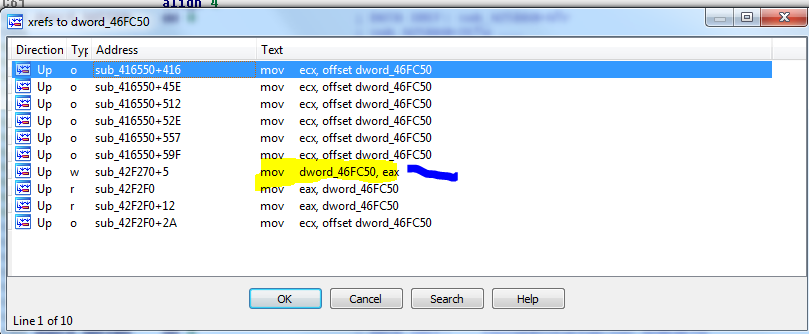 align 4
xrefs to dword_46FC50
Direction Typ Address Text
Up o sub_416550+416 mov ecx, offset dword_46FC50
Up o sub_416550+45E mov ecx, offset dword_46FC50
Up o sub_416550+512 mov ecx, offset dword_46FC50
Up o sub_416550+52E mov ecx, offset dword_46FC50
Up o sub_416550+557 mov ecx, offset dword_46FC50
Up o sub_416550+59F mov ecx, offset dword_46FC50
Up w sub_42F270+5 mov dword_46FC50, eax
Up r sub_42F2F0 mov eax, dword_46FC50
Up r sub_42F2F0+12 mov eax, dword_46FC50
Up o sub_42F2F0+2A mov ecx, offset dword_46FC50
OK Cancel Search Help
Line 1 of 10